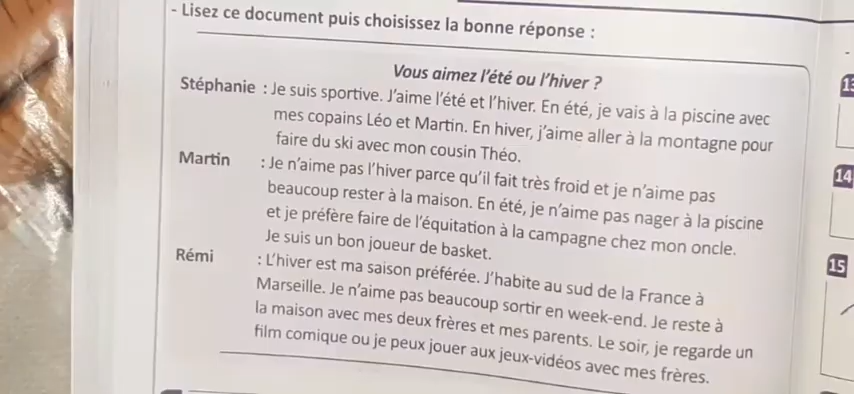 - Lisez ce document puis choisissez la bonne réponse :
Vous aimez l'été ou l'hiver ?
Stéphanie : Je suis sportive. J'aime l'été et l'hiver. En été, je vais à la piscine avec
mes copains Léo et Martin. En hiver, j'aime aller à la montagne pour
faire du ski avec mon cousin Théo.
Martin : Je n'aime pas l'hiver parce qu'il fait très froid et je n'aime pas
beaucoup rester à la maison. En été, je n'aime pas nager à la piscine
et je préfère faire de l'équitation à la campagne chez mon oncle.
Je suis un bon joueur de basket.
Rémi : L'hiver est ma saison préférée. J'habite au sud de la France à
Marseille. Je n'aime pas beaucoup sortir en week-end. Je reste à
la maison avec mes deux frères et mes parents. Le soir, je regarde un
film comique ou je peux jouer aux jeux-vidéos avec mes frères.
13
14
15